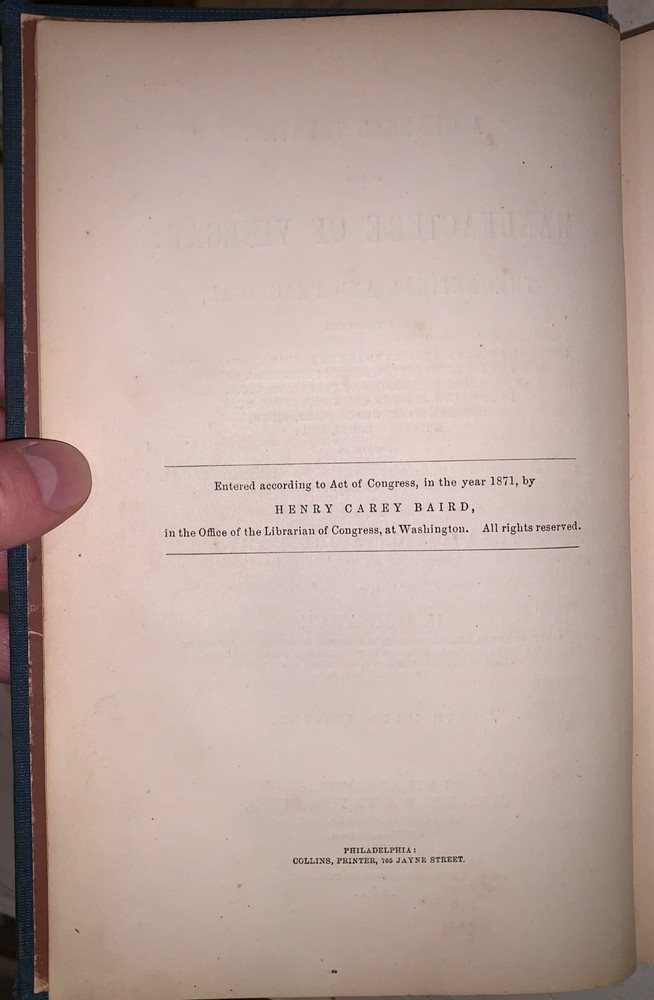 Entered according to Act of Congress, in the year 1871, by
HENRY CAREY BAIRD,
in the Office of the Librarian of Congress, at Washington. All rights reserved.
PHILADELPHIA:
COLLINS, PRINTER, 705 JAYNE STREET.